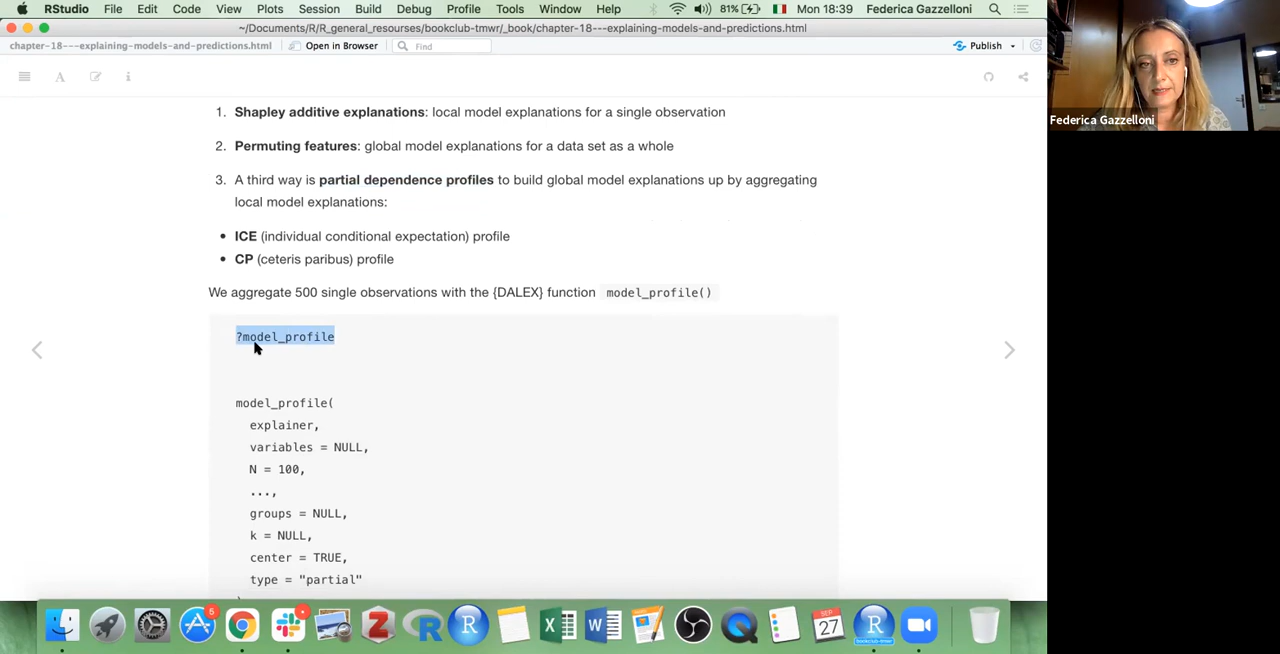 RStudio File Edit Code View Plots Session Build Debug Profile Tools Window Help 81% Mon 18:39 Federica Gazzelloni
~/Documents/R/R_general_resourses/bookclub-tmwr/_book/chapter-18---explaining-models-and-predictions.html
chapter-18---explaining-models-and-predictions.html Open in Browser Find Publish
A i
1. Shapley additive explanations: local model explanations for a single observation
2. Permuting features: global model explanations for a data set as a whole
3. A third way is partial dependence profiles to build global model explanations up by aggregating
local model explanations:
• ICE (individual conditional expectation) profile
• CP (ceteris paribus) profile
We aggregate 500 single observations with the {DALEX} function model_profile()
?model_profile
model_profile(
explainer,
variables = NULL,
N = 100,
...,
groups = NULL,
k = NULL,
center = TRUE,
type = "partial"
Federica Gazzelloni
5
Z
R
R
X
W
SEP
27
R
bookclub-tmwr